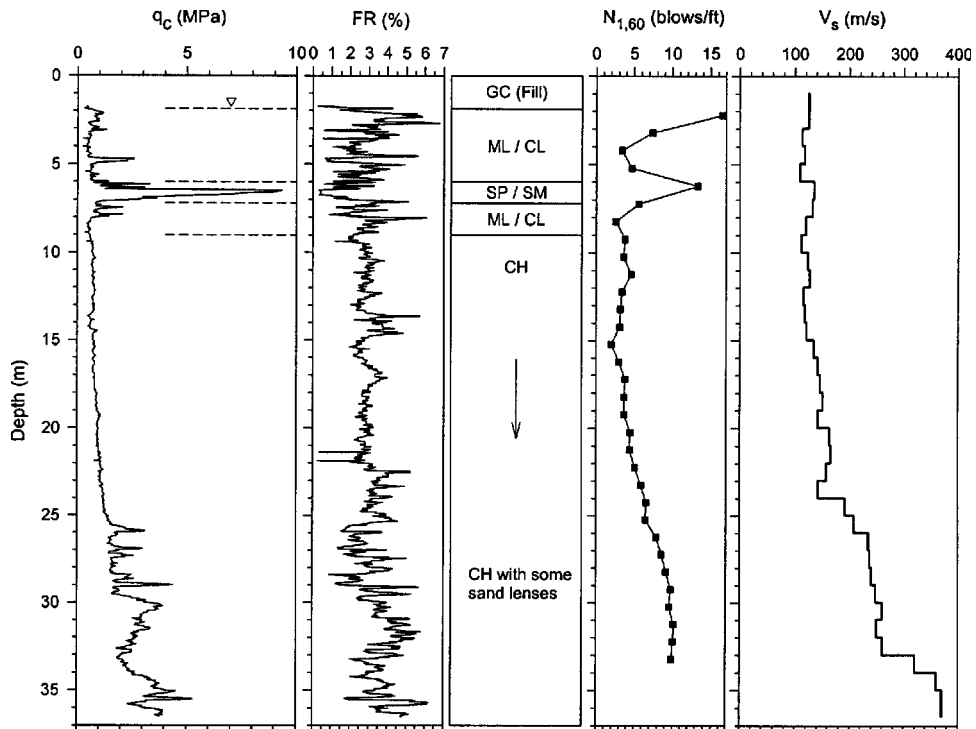 q_c (MPa)
FR (%)
N_1,60 (blows/ft)
V_s (m/s)
0 5 10
0 1 2 3 4 5 6 7
0 5 10 15
0 100 200 300 400
0
5
10
15
20
25
30
35
Depth (m)
GC (Fill)
ML / CL
SP / SM
ML / CL
CH
CH with some
sand lenses